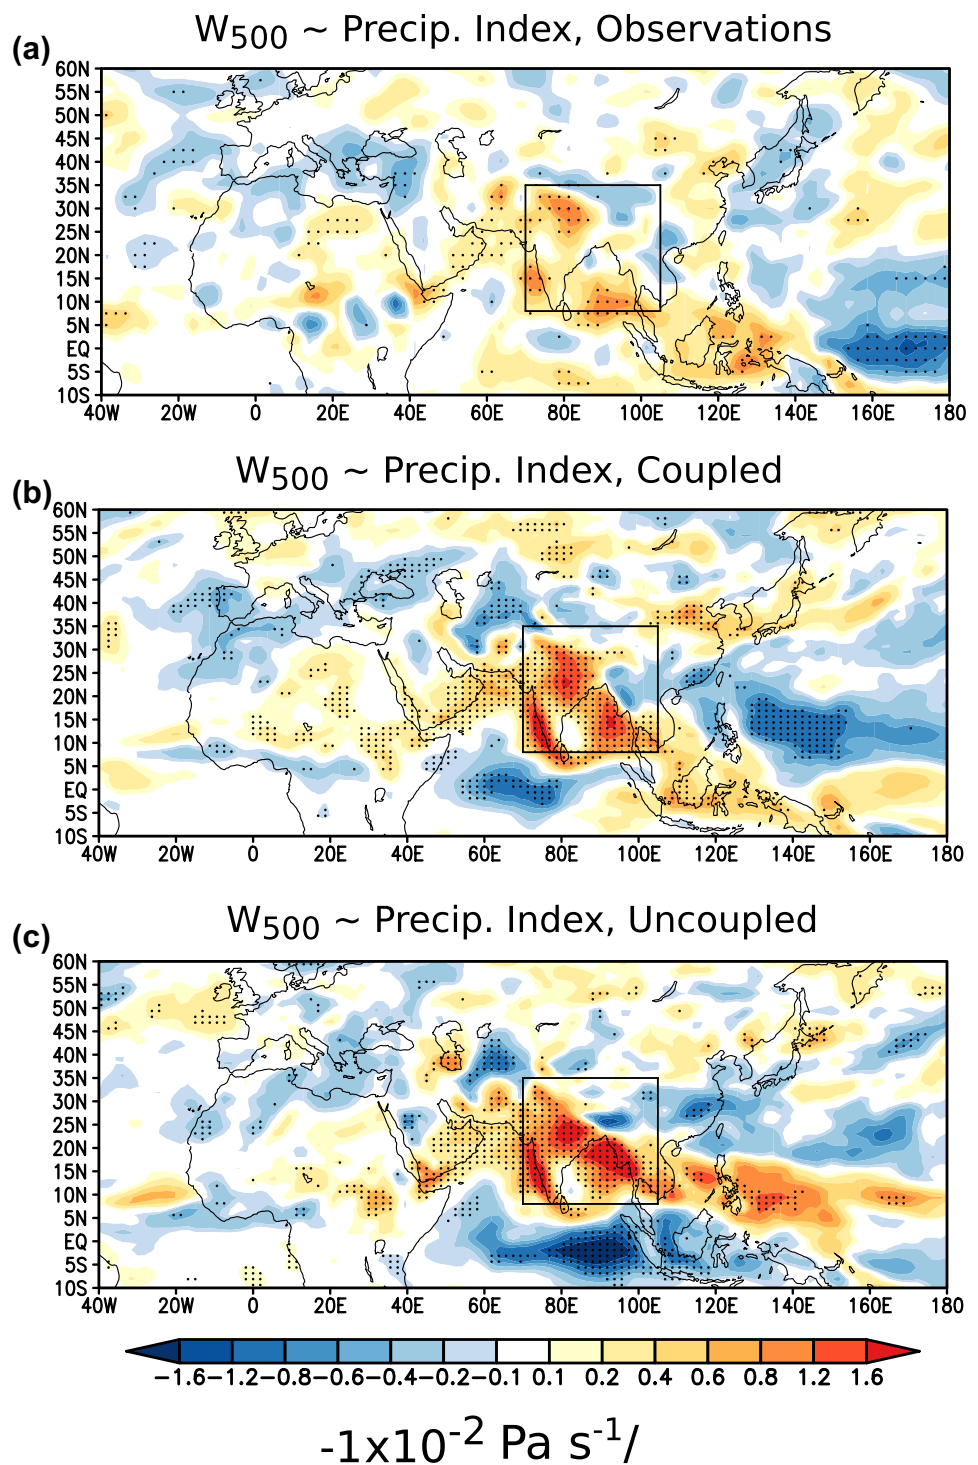 (a) W500 ~ Precip. Index, Observations
60N
55N
50N
45N
40N
35N
30N
25N
20N
15N
10N
5N
EQ
5S
10S
40W 20W 0 20E 40E 60E 80E 100E 120E 140E 160E 180
(b) W500 ~ Precip. Index, Coupled
60N
55N
50N
45N
40N
35N
30N
25N
20N
15N
10N
5N
EQ
5S
10S
40W 20W 0 20E 40E 60E 80E 100E 120E 140E 160E 180
(c) W500 ~ Precip. Index, Uncoupled
60N
55N
50N
45N
40N
35N
30N
25N
20N
15N
10N
5N
EQ
5S
10S
40W 20W 0 20E 40E 60E 80E 100E 120E 140E 160E 180
−1.6 −1.2 −0.8 −0.6 −0.4 −0.2 −0.1 0.1 0.2 0.4 0.6 0.8 1.2 1.6
-1x10-2 Pa s-1/